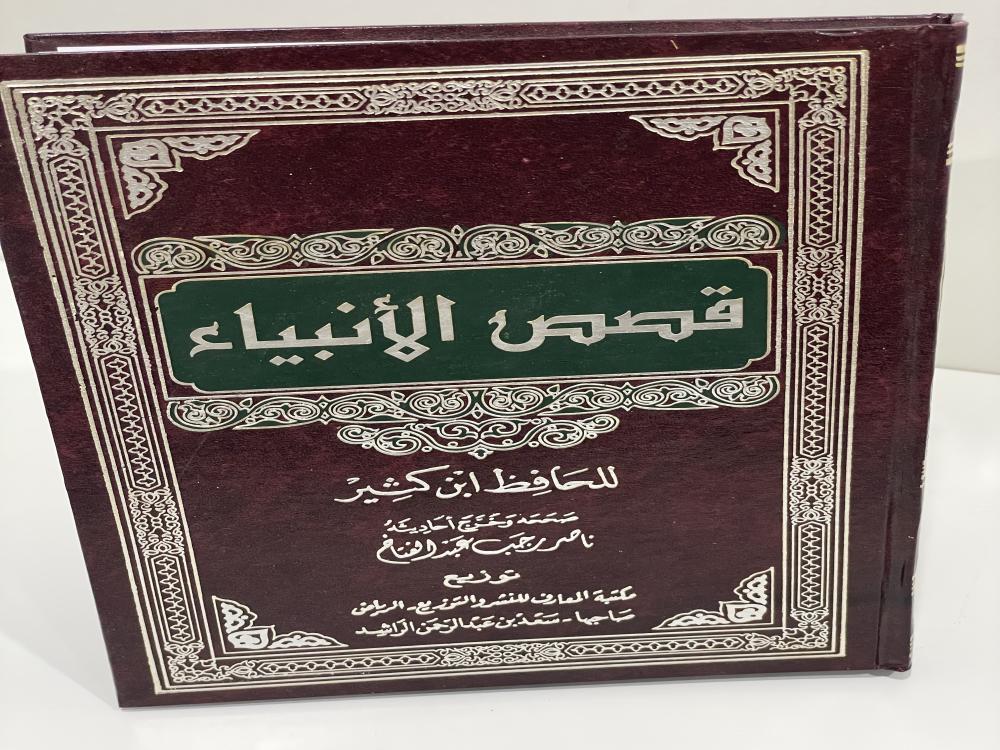 قصص الأنبياء
للحافظ ابن كثير
صححه وخرج أحاديثه
ناصر رجب عبد الفتاح
توزيع
مكتبة المعارف للنشر والتوزيع - الرياض
صاحبها - سعد بن عبد الرحمن الراشد